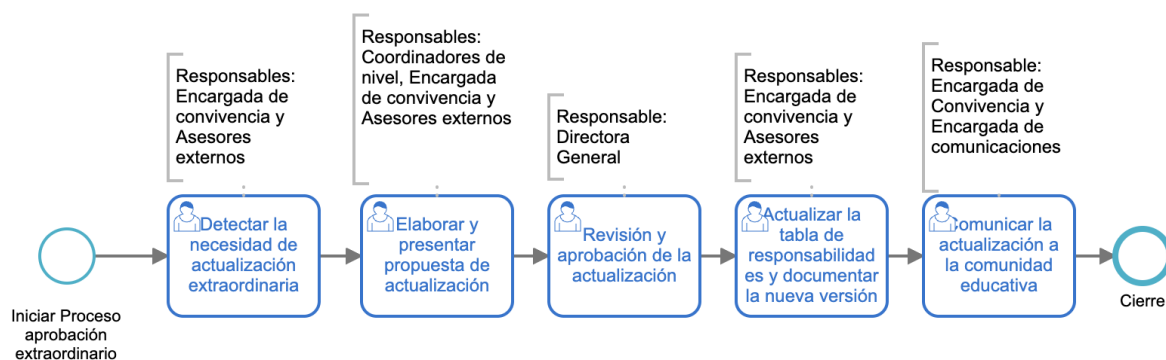 Responsables:
Encargada de
convivencia y
Asesores
externos
Responsables:
Coordinadores de
nivel, Encargada
de convivencia y
Asesores externos
Responsable:
Directora
General
Responsables:
Encargada de
convivencia y
Asesores
externos
Responsable:
Encargada de
Convivencia y
Encargada de
comunicaciones
Iniciar Proceso
aprobación
extraordinario
Detectar la
necesidad de
actualización
extraordinaria
Elaborar y
presentar
propuesta de
actualización
Revisión y
aprobación de la
actualización
Actualizar la
tabla de
responsabilidad
es y documentar
la nueva versión
Comunicar la
actualización a
la comunidad
educativa
Cierre